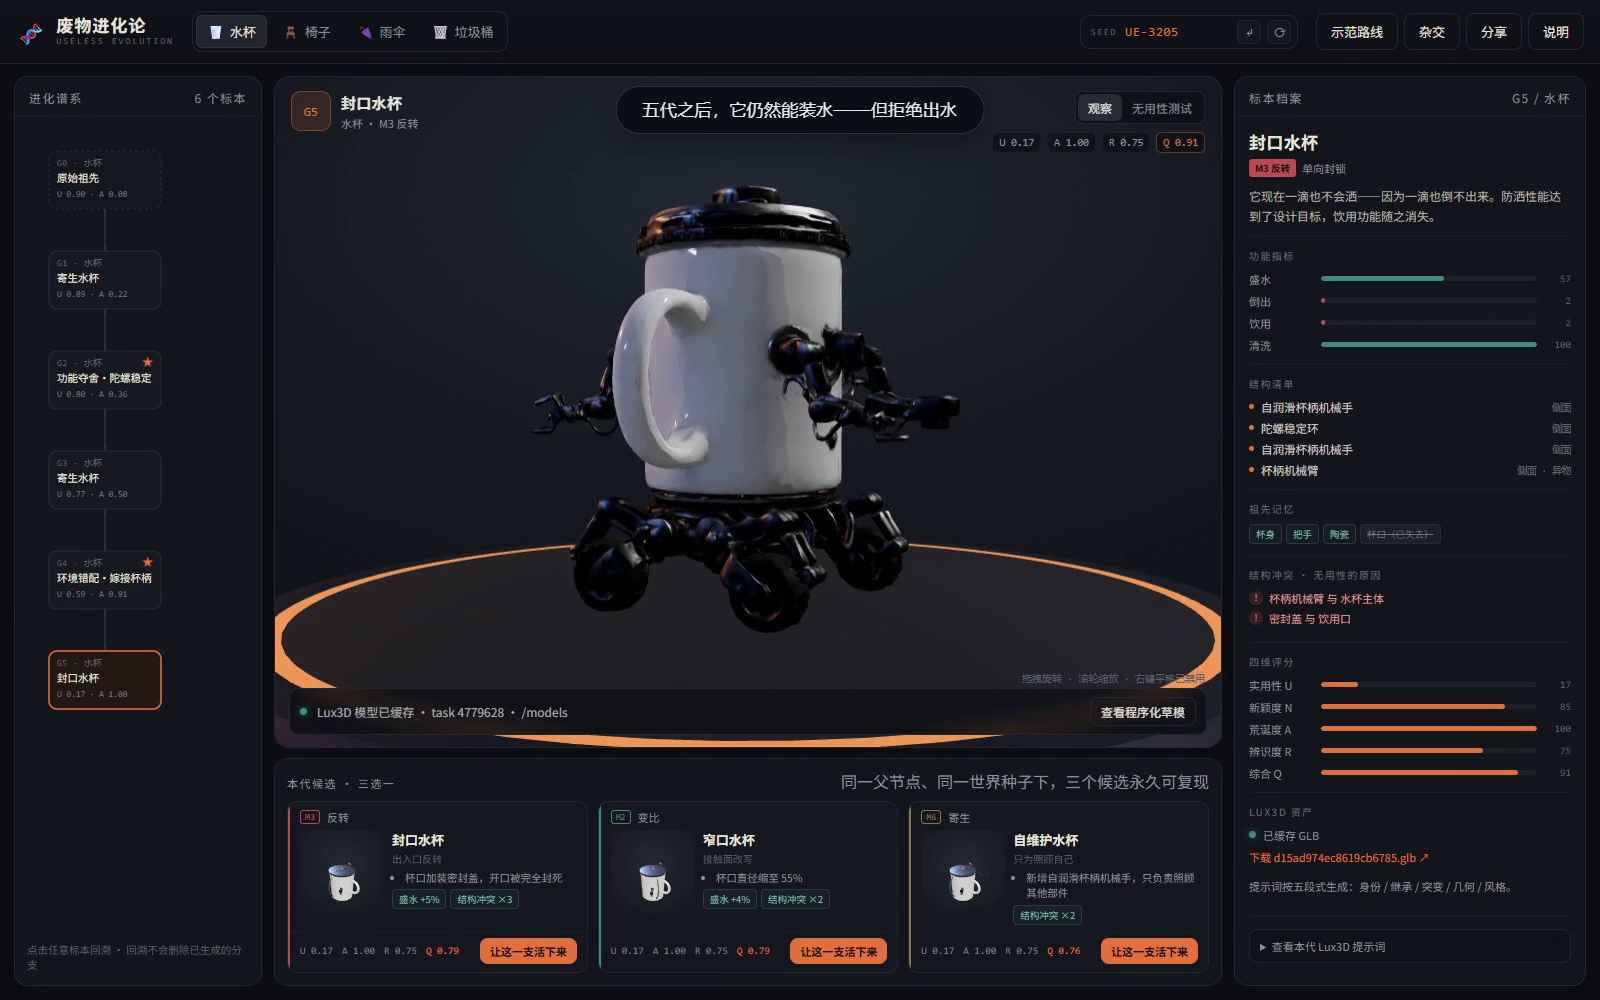 废物进化论
USELESS EVOLUTION
水杯
椅子
雨伞
垃圾桶
SEED UE-3205
示范路线
杂交
分享
说明
进化谱系
6 个标本
G0 · 水杯
原始祖先
U 0.90 · A 0.08
G1 · 水杯
寄生水杯
U 0.89 · A 0.22
G2 · 水杯
功能夺舍·陀螺稳定
U 0.80 · A 0.36
G3 · 水杯
寄生水杯
U 0.77 · A 0.50
G4 · 水杯
环境错配·嫁接杯柄
U 0.59 · A 0.91
G5 · 水杯
封口水杯
U 0.17 · A 1.00
点击任意标本回溯 · 回溯不会删除已生成的分
支
G5
封口水杯
水杯 · M3 反转
五代之后，它仍然能装水——但拒绝出水
观察
无用性测试
U 0.17
A 1.00
R 0.75
Q 0.91
拖拽旋转 · 滚轮缩放 · 右键平移已禁用
Lux3D 模型已缓存 · task 4779628 · /models
查看程序化草模
本代候选 · 三选一
同一父节点、同一世界种子下，三个候选永久可复现
M3 反转
封口水杯
出入口反转
• 杯口加装密封盖，开口被完全封死
盛水 +5%
结构冲突 ×3
U 0.17 A 1.00 R 0.75 Q 0.79
让这一支活下来
M2 变比
窄口水杯
接触面改写
• 杯口直径缩至 55%
盛水 +4%
结构冲突 ×2
U 0.17 A 1.00 R 0.75 Q 0.79
让这一支活下来
M6 寄生
自维护水杯
只为照顾自己
• 新增自润滑杯柄机械手，只负责照顾
其他部件
结构冲突 ×2
U 0.17 A 1.00 R 0.75 Q 0.76
让这一支活下来
标本档案
G5 / 水杯
封口水杯
M3 反转 单向封锁
它现在一滴也不会洒——因为一滴也倒不出来。防洒性能达
到了设计目标，饮用功能随之消失。
功能指标
盛水 57
倒出 2
饮用 2
清洗 100
结构清单
• 自润滑杯柄机械手 侧面
• 陀螺稳定环 侧面
• 自润滑杯柄机械手 侧面
• 杯柄机械臂 侧面 · 异物
祖先记忆
杯身
把手
陶瓷
杯口（已失去）
结构冲突 · 无用性的原因
! 杯柄机械臂 与 水杯主体
! 密封盖 与 饮用口
四维评分
实用性 U 17
新颖度 N 85
荒诞度 A 100
辨识度 R 75
综合 Q 91
LUX3D 资产
已缓存 GLB
下载 d15ad974ec8619cb6785.glb ↗
提示词按五段式生成：身份 / 继承 / 突变 / 几何 / 风格。
▶ 查看本代 Lux3D 提示词